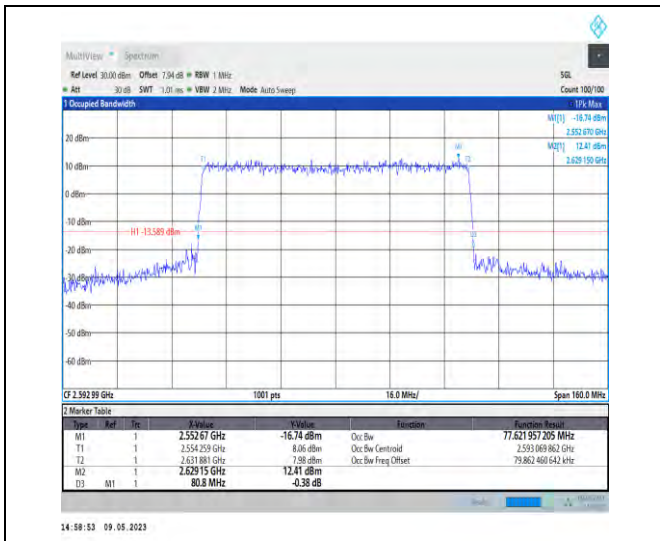 MultiView Spectrum
Ref Level 30.00 dBm Offset 7.94 dB RBW 1 MHz SGL
Att 30 dB SWT 1.01 ms VBW 2 MHz Mode Auto Sweep Count 100/100
1 Occupied Bandwidth 1Pk Max
M1[1] -16.74 dBm
2.552 670 GHz
20 dBm
M2[1] 12.41 dBm
2.629 150 GHz
M2
T1 T2
10 dBm
0 dBm
-10 dBm
H1 -13.589 dBm
M1
D3
-20 dBm
-30 dBm
-40 dBm
-50 dBm
-60 dBm
CF 2.592 99 GHz 1001 pts 16.0 MHz/ Span 160.0 MHz
2 Marker Table
Type Ref Trc X-Value Y-Value Function Function Result
M1 1 2.55267 GHz -16.74 dBm Occ Bw 77.621 957 205 MHz
T1 1 2.554 259 GHz 8.06 dBm Occ Bw Centroid 2.593 069 862 GHz
T2 1 2.631 881 GHz 7.98 dBm Occ Bw Freq Offset 79.862 460 642 kHz
M2 1 2.62915 GHz 12.41 dBm
D3 M1 1 80.8 MHz -0.38 dB
14:58:53 09.05.2023